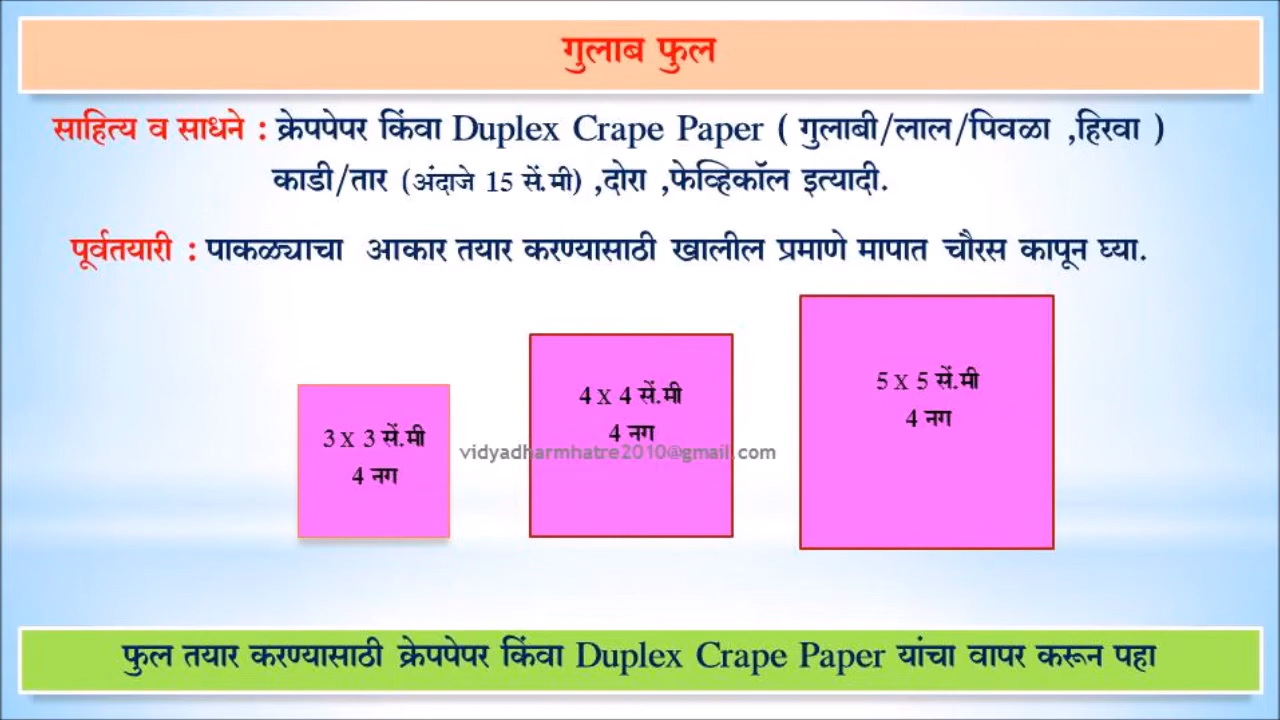 गुलाब फुल
साहित्य व साधने : क्रेपपेपर किंवा Duplex Crape Paper ( गुलाबी/लाल/पिवळा ,हिरवा )
काडी/तार (अंदाजे 15 सें.मी) ,दोरा ,फेव्हिकॉल इत्यादी.
पूर्वतयारी : पाकळ्याचा आकार तयार करण्यासाठी खालील प्रमाणे मापात चौरस कापून घ्या.
3 x 3 सें.मी
4 नग
4 x 4 सें.मी
4 नग
5 x 5 सें.मी
4 नग
vidyadharmhatre2010@gmail.com
फुल तयार करण्यासाठी क्रेपपेपर किंवा Duplex Crape Paper यांचा वापर करून पहा